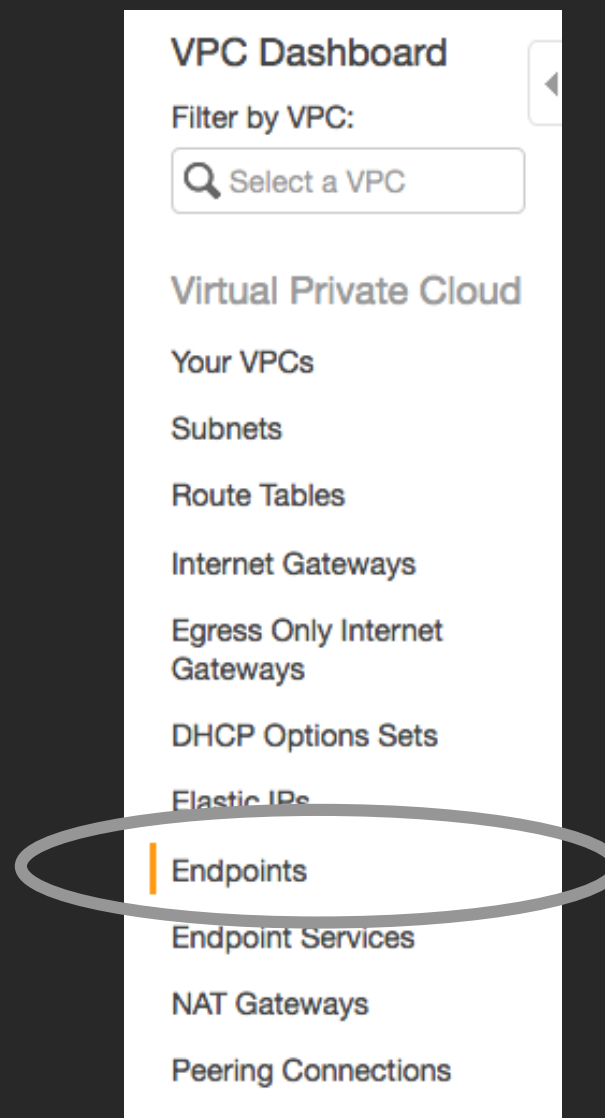 VPC Dashboard
Filter by VPC:
Select a VPC
Virtual Private Cloud
Your VPCs
Subnets
Route Tables
Internet Gateways
Egress Only Internet
Gateways
DHCP Options Sets
Elastic IPs
Endpoints
Endpoint Services
NAT Gateways
Peering Connections